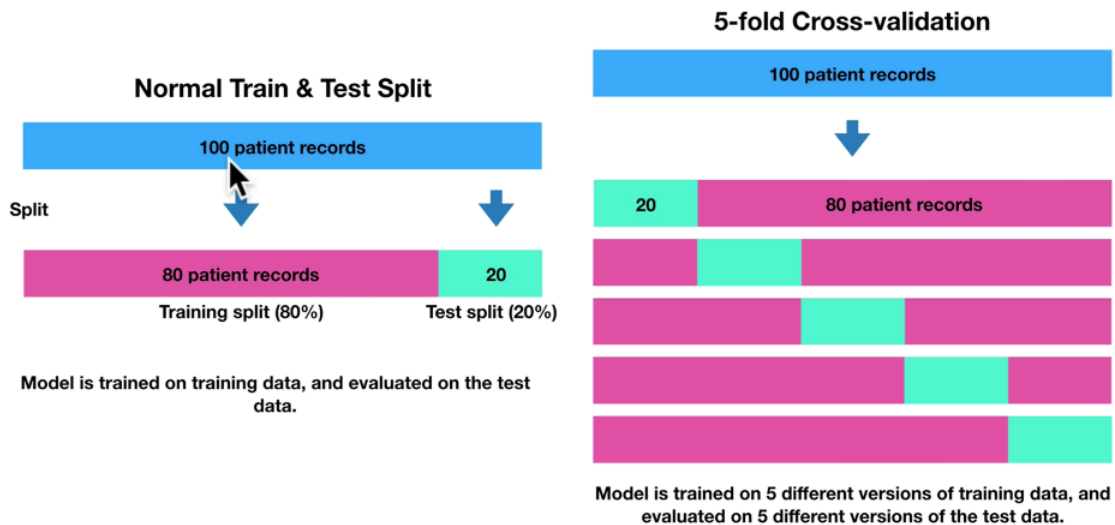 Normal Train & Test Split
100 patient records
Split
80 patient records
20
Training split (80%)
Test split (20%)
Model is trained on training data, and evaluated on the test
data.
5-fold Cross-validation
100 patient records
20
80 patient records
Model is trained on 5 different versions of training data, and
evaluated on 5 different versions of the test data.